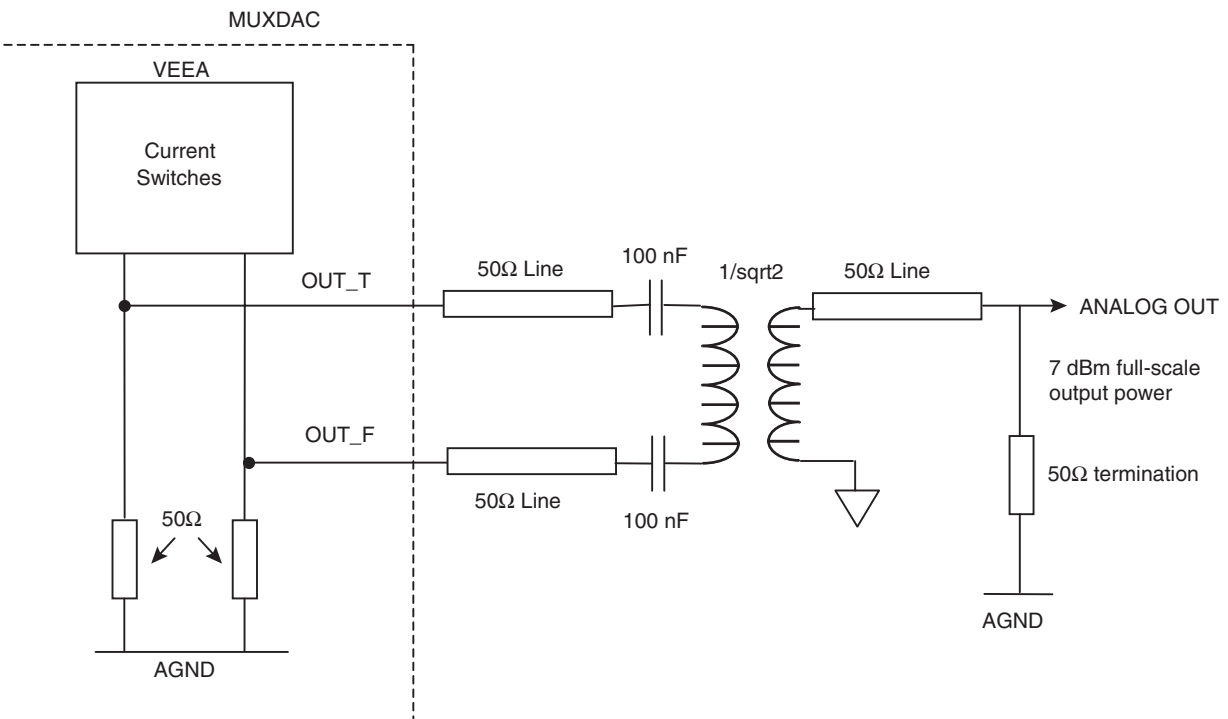 MUXDAC
VEEA
Current
Switches
OUT_T
50Ω Line
100 nF
1/sqrt2
50Ω Line
ANALOG OUT
7 dBm full-scale
output power
OUT_F
50Ω Line
100 nF
50Ω termination
50Ω
AGND
AGND